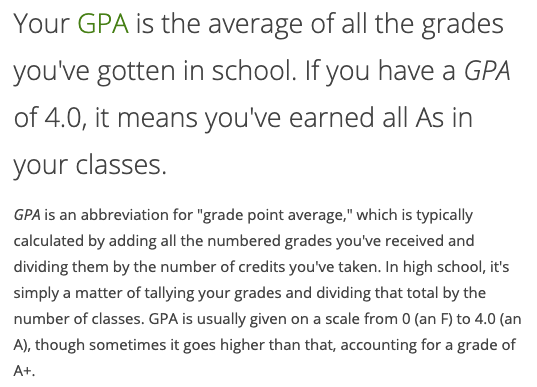 Your GPA is the average of all the grades
you've gotten in school. If you have a GPA
of 4.0, it means you've earned all As in
your classes.
GPA is an abbreviation for "grade point average," which is typically
calculated by adding all the numbered grades you've received and
dividing them by the number of credits you've taken. In high school, it's
simply a matter of tallying your grades and dividing that total by the
number of classes. GPA is usually given on a scale from 0 (an F) to 4.0 (an
A), though sometimes it goes higher than that, accounting for a grade of
A+.